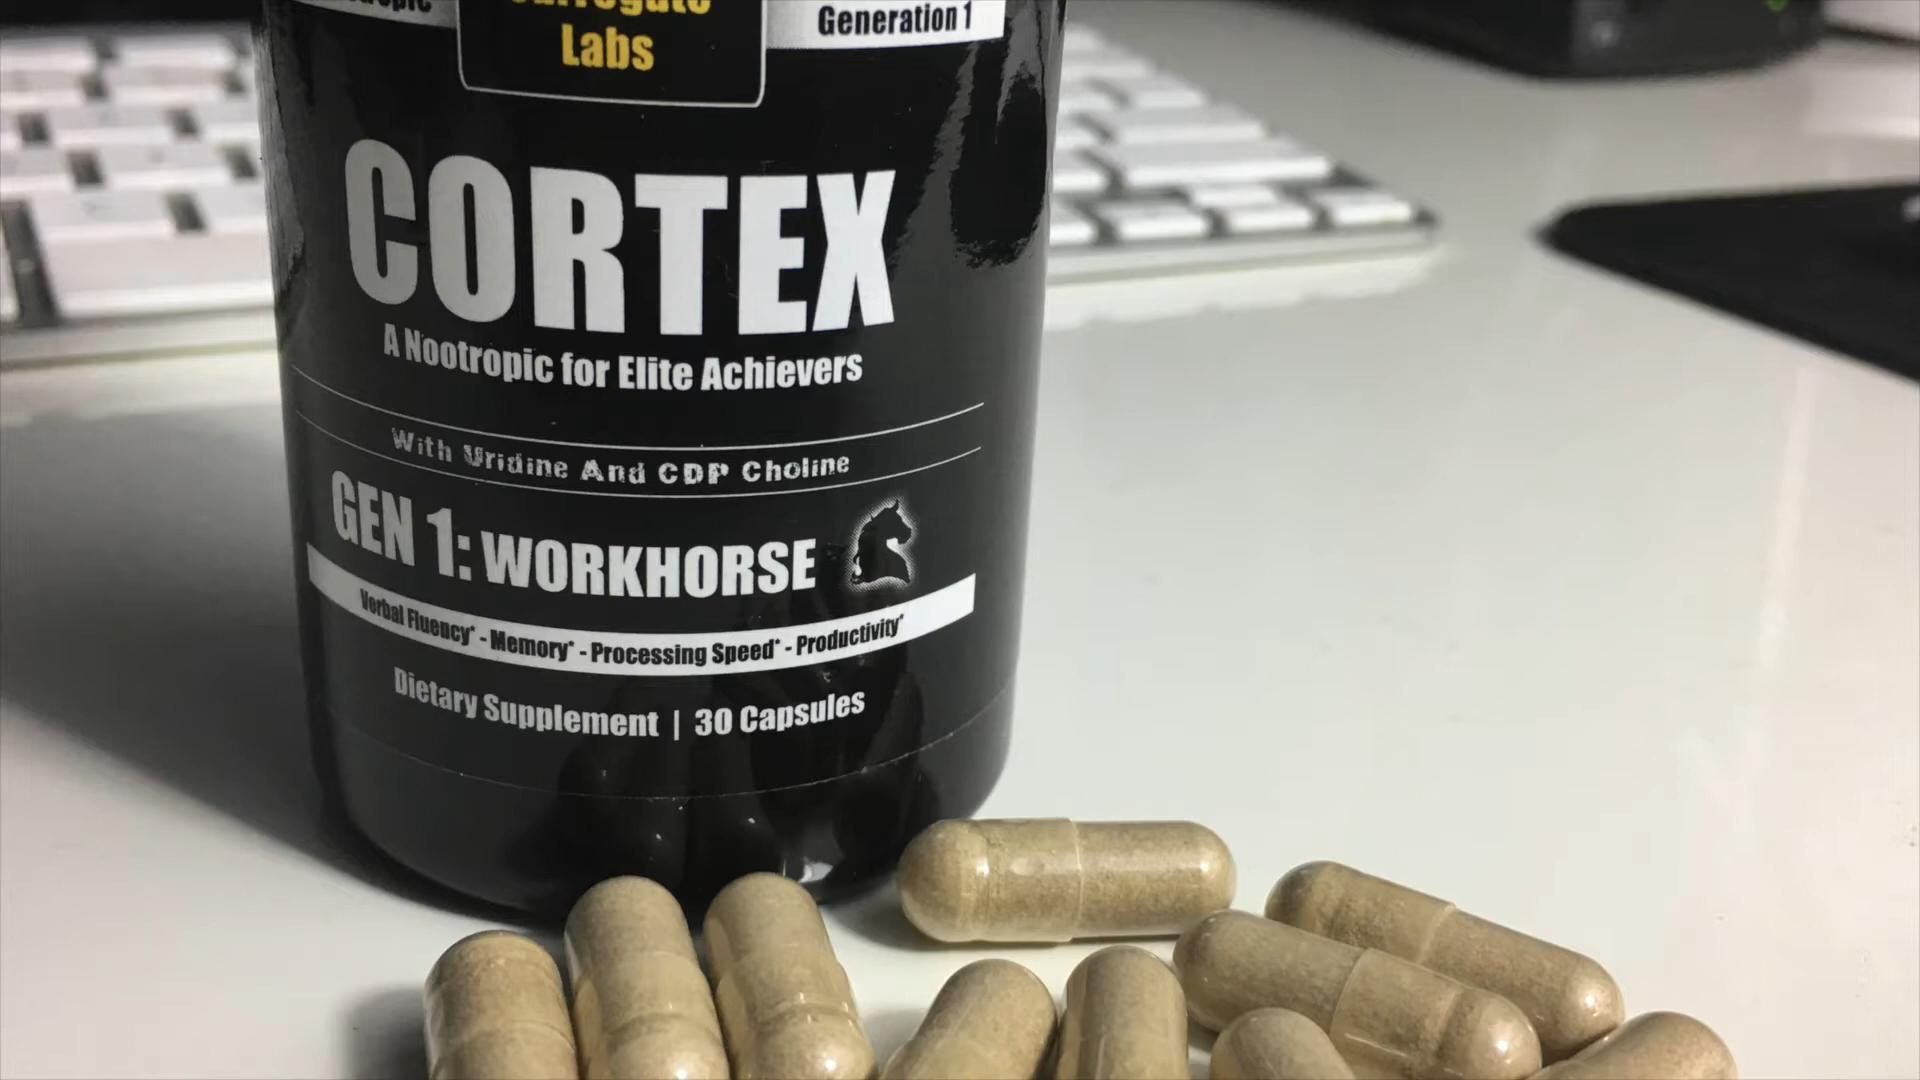 Generation 1
Labs
CORTEX
A Nootropic for Elite Achievers
With Uridine And CDP Choline
GEN 1: WORKHORSE
Verbal Fluency* - Memory* - Processing Speed* - Productivity*
Dietary Supplement | 30 Capsules